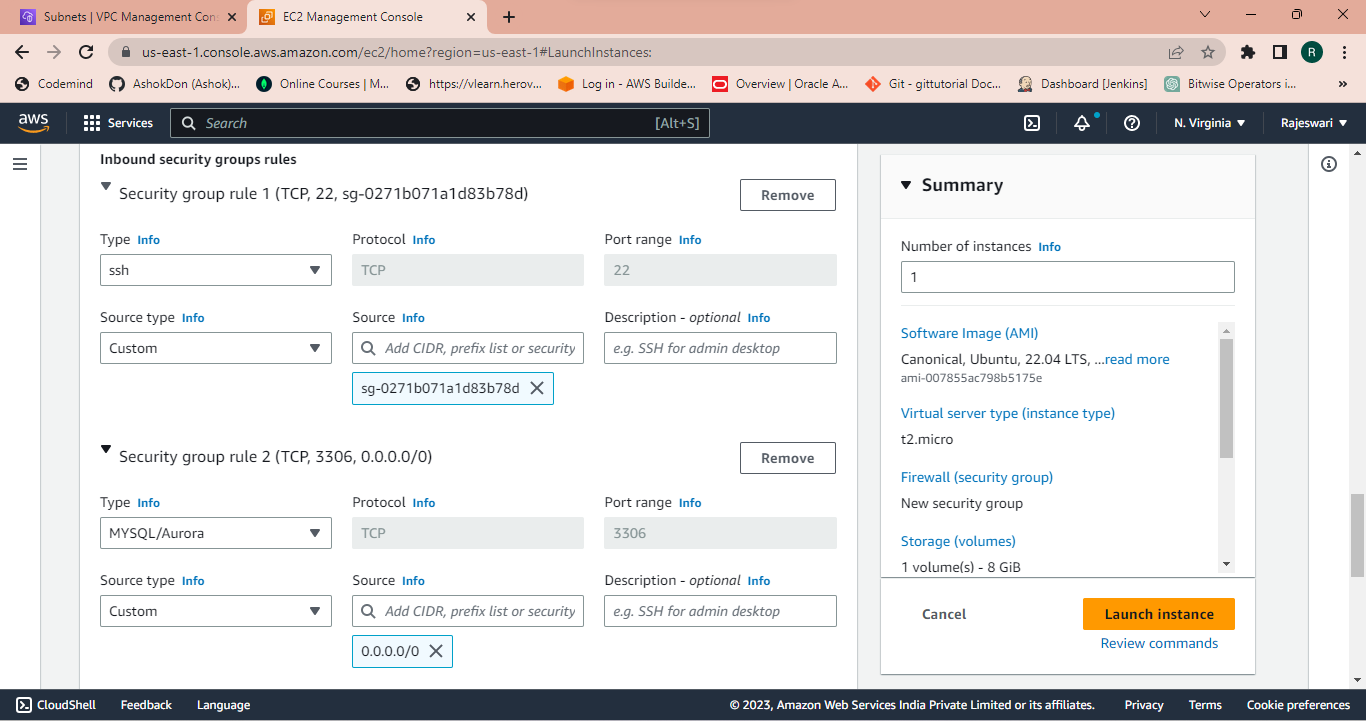 Subnets | VPC Management Con
EC2 Management Console
us-east-1.console.aws.amazon.com/ec2/home?region=us-east-1#LaunchInstances:
R
Codemind
AshokDon (Ashok)...
Online Courses | M...
https://vlearn.herov...
Log in - AWS Builde...
Overview | Oracle A...
Git - gittutorial Doc...
Dashboard [Jenkins]
Bitwise Operators i...
aws
Services
Search
[Alt+S]
N. Virginia
Rajeswari
Inbound security groups rules
Security group rule 1 (TCP, 22, sg-0271b071a1d83b78d)
Remove
Type Info
Protocol Info
Port range Info
ssh
TCP
22
Source type Info
Source Info
Description - optional Info
Custom
Add CIDR, prefix list or security
e.g. SSH for admin desktop
sg-0271b071a1d83b78d
Security group rule 2 (TCP, 3306, 0.0.0.0/0)
Remove
Type Info
Protocol Info
Port range Info
MYSQL/Aurora
TCP
3306
Source type Info
Source Info
Description - optional Info
Custom
Add CIDR, prefix list or security
e.g. SSH for admin desktop
0.0.0.0/0
Summary
Number of instances Info
1
Software Image (AMI)
Canonical, Ubuntu, 22.04 LTS, ...read more
ami-007855ac798b5175e
Virtual server type (instance type)
t2.micro
Firewall (security group)
New security group
Storage (volumes)
1 volume(s) - 8 GiB
Cancel
Launch instance
Review commands
CloudShell
Feedback
Language
© 2023, Amazon Web Services India Private Limited or its affiliates.
Privacy
Terms
Cookie preferences